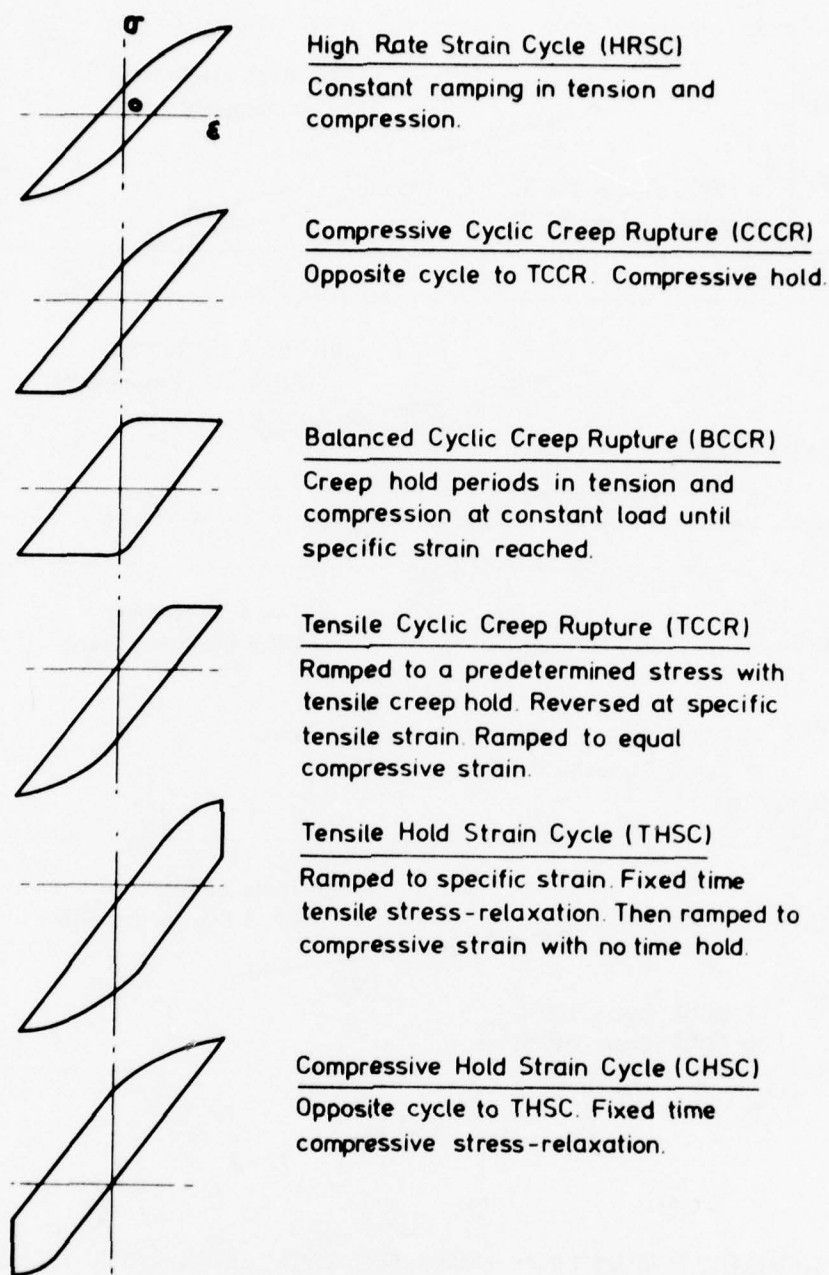 σ
o
ε
High Rate Strain Cycle (HRSC)
Constant ramping in tension and
compression.
Compressive Cyclic Creep Rupture (CCCR)
Opposite cycle to TCCR. Compressive hold.
Balanced Cyclic Creep Rupture (BCCR)
Creep hold periods in tension and
compression at constant load until
specific strain reached.
Tensile Cyclic Creep Rupture (TCCR)
Ramped to a predetermined stress with
tensile creep hold. Reversed at specific
tensile strain. Ramped to equal
compressive strain.
Tensile Hold Strain Cycle (THSC)
Ramped to specific strain. Fixed time
tensile stress-relaxation. Then ramped to
compressive strain with no time hold.
Compressive Hold Strain Cycle (CHSC)
Opposite cycle to THSC. Fixed time
compressive stress-relaxation.